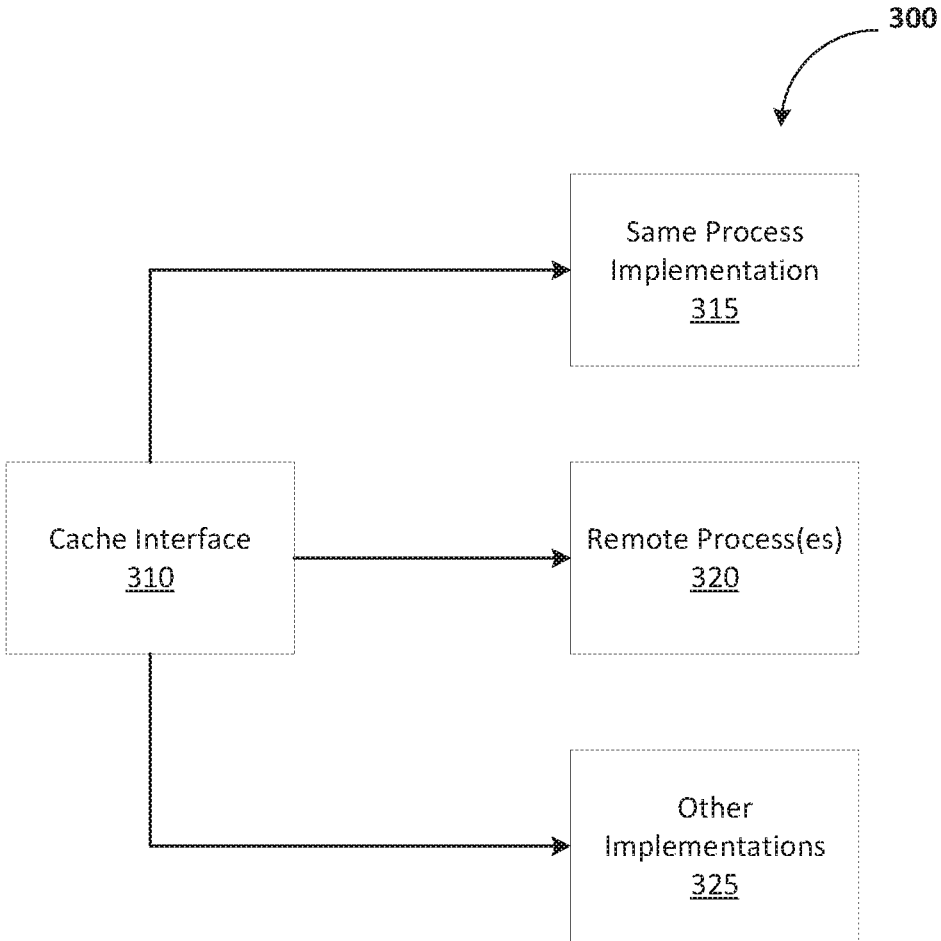 300
Same Process
Implementation
315
Cache Interface
310
Remote Process(es)
320
Other
Implementations
325